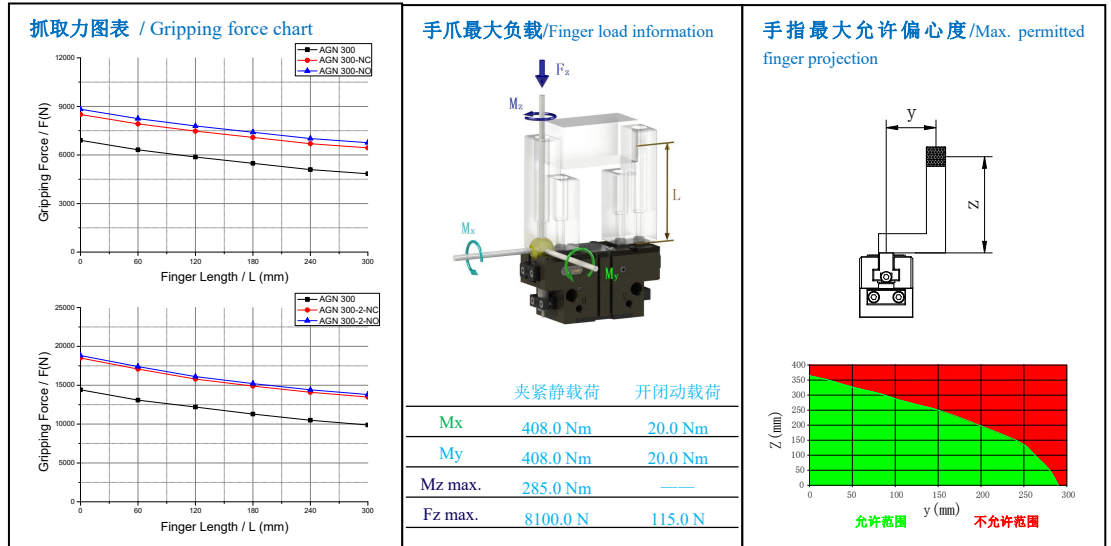 抓取力图表 / Gripping force chart
AGN 300
AGN 300-NC
AGN 300-NO
12000
9000
6000
3000
0
Gripping Force / F(N)
0 60 120 180 240 300
Finger Length / L (mm)
AGN 300
AGN 300-2-NC
AGN 300-2-NO
25000
20000
15000
10000
5000
0
Gripping Force / F(N)
0 60 120 180 240 300
Finger Length / L (mm)
手爪最大负载/Finger load information
Fz
Mz
L
Mx
My
夹紧静载荷 开闭动载荷
Mx 408.0 Nm 20.0 Nm
My 408.0 Nm 20.0 Nm
Mz max. 285.0 Nm ——
Fz max. 8100.0 N 115.0 N
手指最大允许偏心度/Max. permitted
finger projection
y
Z
400
350
300
250
200
150
100
50
0
Z(mm)
0 50 100 150 200 250 300
y(mm)
允许范围 不允许范围